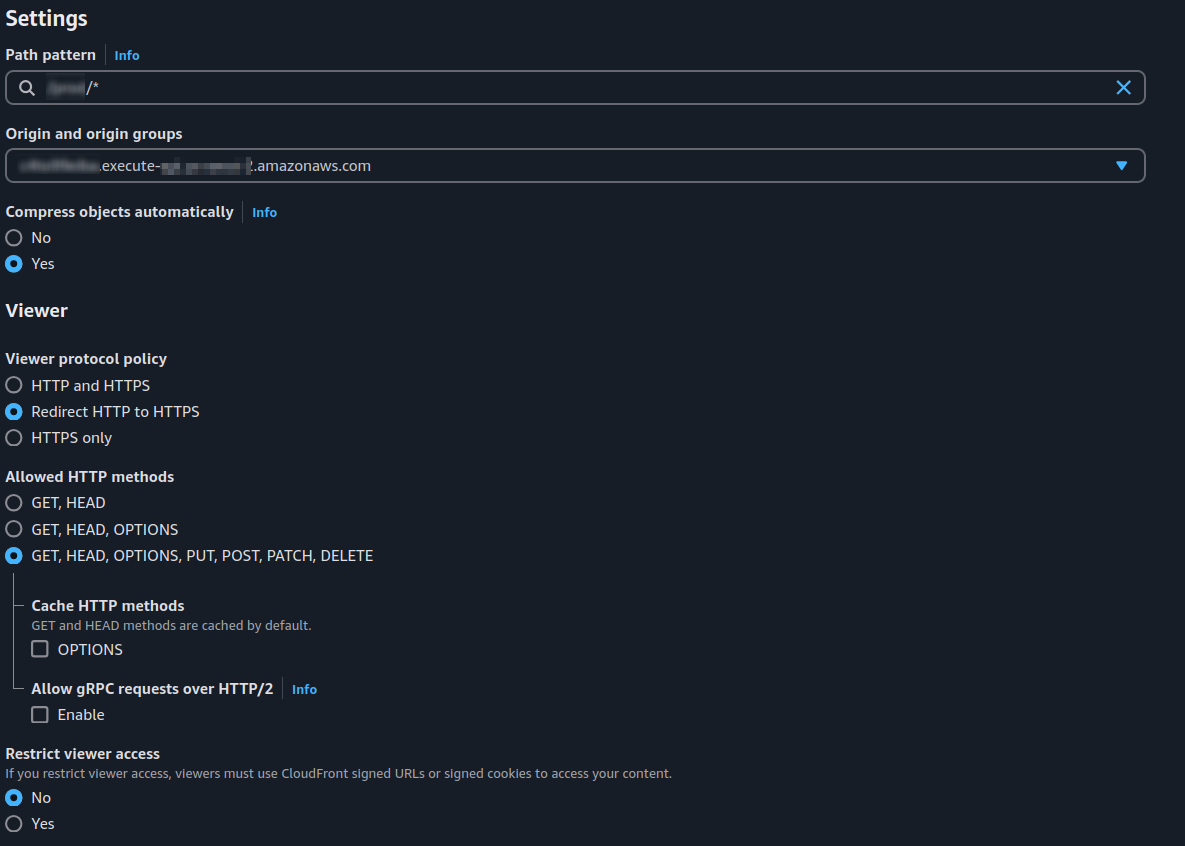 Settings
Path pattern Info
/*
Origin and origin groups
.execute- .amazonaws.com
Compress objects automatically Info
No
Yes
Viewer
Viewer protocol policy
HTTP and HTTPS
Redirect HTTP to HTTPS
HTTPS only
Allowed HTTP methods
GET, HEAD
GET, HEAD, OPTIONS
GET, HEAD, OPTIONS, PUT, POST, PATCH, DELETE
Cache HTTP methods
GET and HEAD methods are cached by default.
OPTIONS
Allow gRPC requests over HTTP/2 Info
Enable
Restrict viewer access
If you restrict viewer access, viewers must use CloudFront signed URLs or signed cookies to access your content.
No
Yes